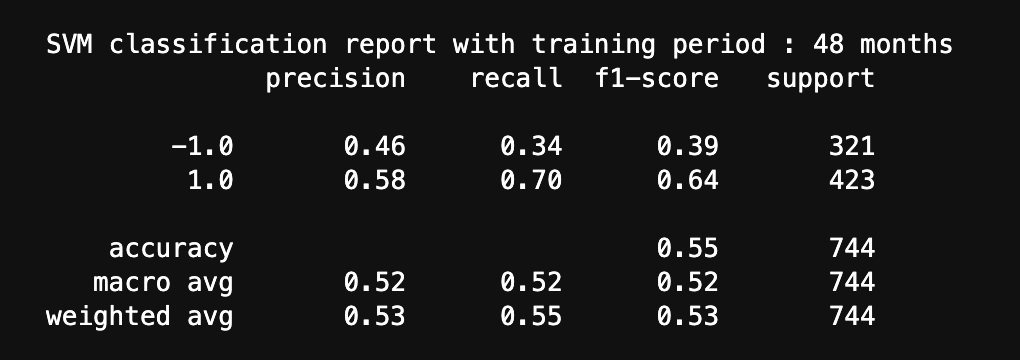 SVM classification report with training period : 48 months
precision recall f1-score support
-1.0 0.46 0.34 0.39 321
1.0 0.58 0.70 0.64 423
accuracy 0.55 744
macro avg 0.52 0.52 0.52 744
weighted avg 0.53 0.55 0.53 744